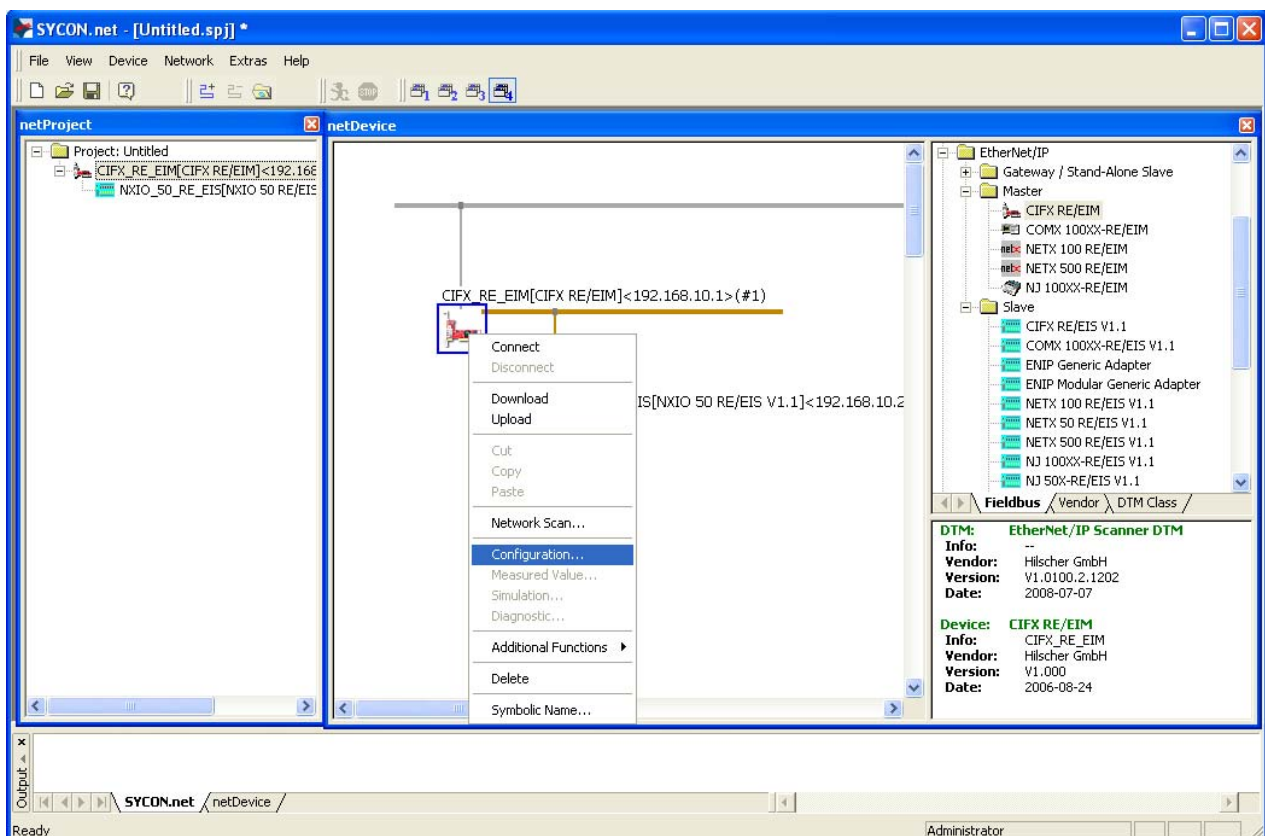 SYCON.net - [Untitled.spj] *
File View Device Network Extras Help
netProject
Project: Untitled
CIFX_RE_EIM[CIFX RE/EIM]<192.168
NXIO_50_RE_EIS[NXIO 50 RE/EIS
netDevice
CIFX_RE_EIM[CIFX RE/EIM]<192.168.10.1>(#1)
IS[NXIO 50 RE/EIS V1.1]<192.168.10.2
Connect
Disconnect
Download
Upload
Cut
Copy
Paste
Network Scan...
Configuration...
Measured Value...
Simulation...
Diagnostic...
Additional Functions
Delete
Symbolic Name...
EtherNet/IP
Gateway / Stand-Alone Slave
Master
CIFX RE/EIM
COMX 100XX-RE/EIM
NETX 100 RE/EIM
NETX 500 RE/EIM
NJ 100XX-RE/EIM
Slave
CIFX RE/EIS V1.1
COMX 100XX-RE/EIS V1.1
ENIP Generic Adapter
ENIP Modular Generic Adapter
NETX 100 RE/EIS V1.1
NETX 50 RE/EIS V1.1
NETX 500 RE/EIS V1.1
NJ 100XX-RE/EIS V1.1
NJ 50X-RE/EIS V1.1
Fieldbus Vendor DTM Class
DTM: EtherNet/IP Scanner DTM
Info: --
Vendor: Hilscher GmbH
Version: V1.0100.2.1202
Date: 2008-07-07
Device: CIFX RE/EIM
Info: CIFX_RE_EIM
Vendor: Hilscher GmbH
Version: V1.000
Date: 2006-08-24
Output
SYCON.net netDevice
Ready
Administrator